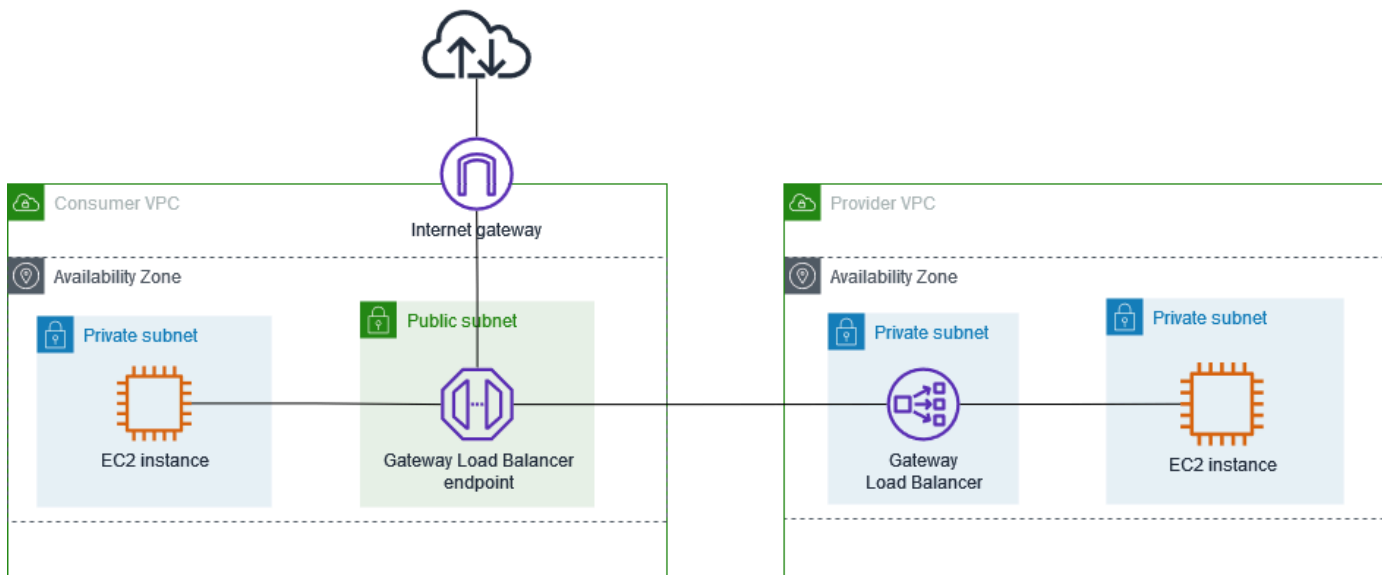 Consumer VPC
Provider VPC
Internet gateway
Availability Zone
Availability Zone
Private subnet
Public subnet
Private subnet
Private subnet
EC2 instance
Gateway Load Balancer
endpoint
Gateway
Load Balancer
EC2 instance